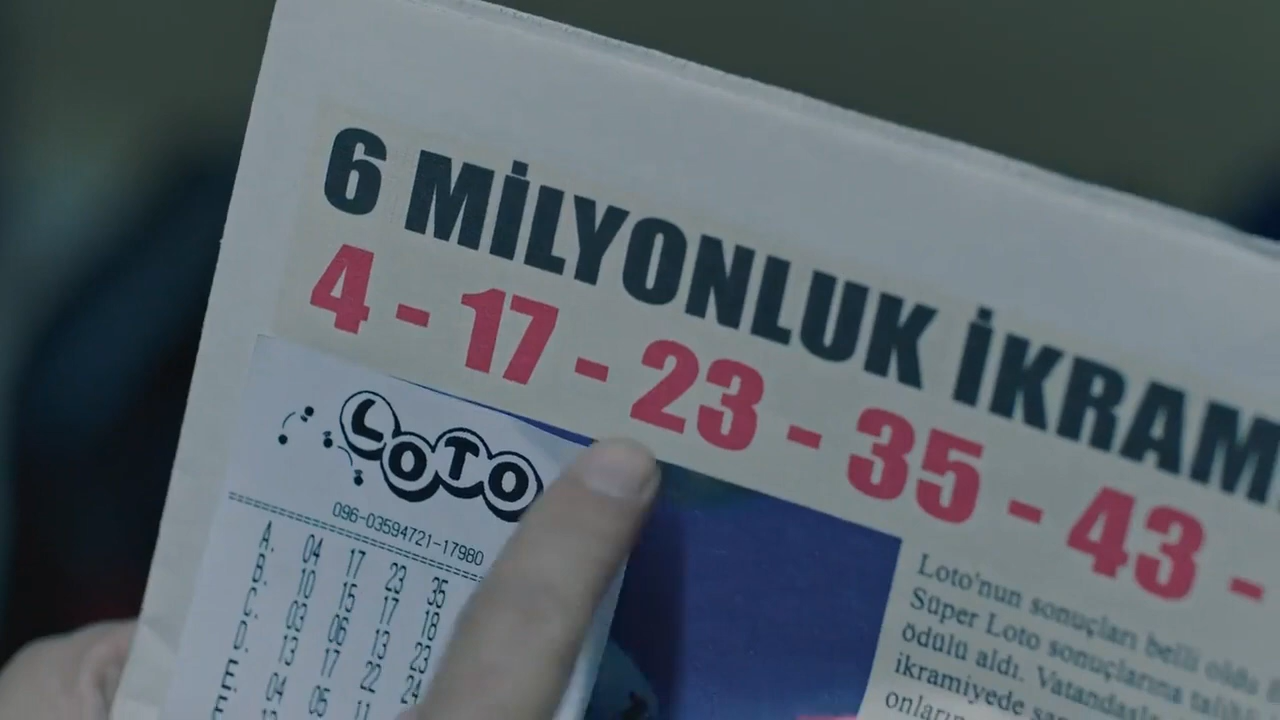 6 MİLYONLUK İKRAM
4 - 17 - 23 - 35 - 43 -
LOTO
096-03594721-17980
A. 04 17 23 35
B. 10 15 17 18
C. 03 06 13 23
D. 13 17 22 24
E. 04 05 11
Loto'nun sonuçları belli oldu
Süper Loto sonuçlarına
ödülü aldı.
ikramiyede